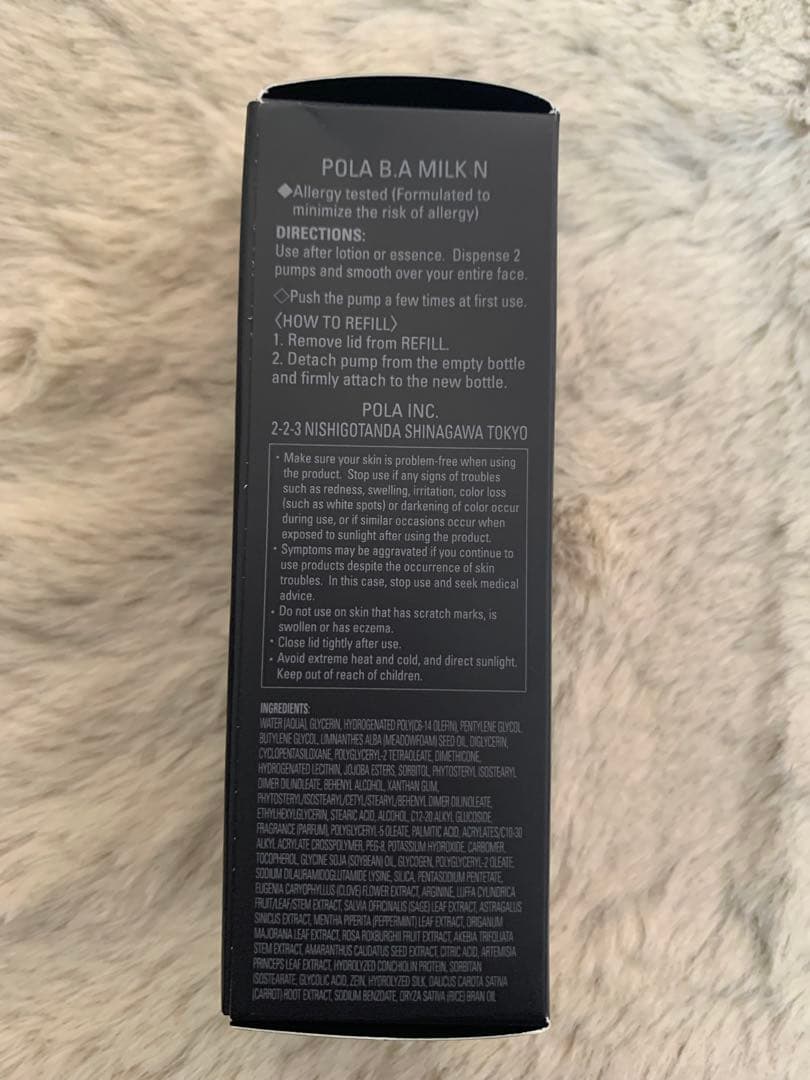 POLA B.A MILK N
◆Allergy tested (Formulated to
minimize the risk of allergy)
DIRECTIONS:
Use after lotion or essence. Dispense 2
pumps and smooth over your entire face.
◇Push the pump a few times at first use.
〈HOW TO REFILL〉
1. Remove lid from REFILL.
2. Detach pump from the empty bottle
and firmly attach to the new bottle.
POLA INC.
2-2-3 NISHIGOTANDA SHINAGAWA TOKYO
• Make sure your skin is problem-free when using
the product. Stop use if any signs of troubles
such as redness, swelling, irritation, color loss
(such as white spots) or darkening of color occur
during use, or if similar occasions occur when
exposed to sunlight after using the product.
• Symptoms may be aggravated if you continue to
use products despite the occurrence of skin
troubles. In this case, stop use and seek medical
advice.
• Do not use on skin that has scratch marks, is
swollen or has eczema.
• Close lid tightly after use.
• Avoid extreme heat and cold, and direct sunlight.
Keep out of reach of children.
INGREDIENTS:
WATER (AQUA), GLYCERIN, HYDROGENATED POLY(C6-14 OLEFIN), PENTYLENE GLYCOL,
BUTYLENE GLYCOL, LIMNANTHES ALBA (MEADOWFOAM) SEED OIL, DIGLYCERIN,
CYCLOPENTASILOXANE, POLYGLYCERYL-2 TETRAOLEATE, DIMETHICONE,
HYDROGENATED LECITHIN, JOJOBA ESTERS, SORBITOL, PHYTOSTERYL ISOSTEARYL
DIMER DILINOLEATE, BEHENYL ALCOHOL, XANTHAN GUM,
PHYTOSTERYL/ISOSTEARYL/CETYL/STEARYL/BEHENYL DIMER DILINOLEATE,
ETHYLHEXYLGLYCERIN, STEARIC ACID, ALCOHOL, C12-20 ALKYL GLUCOSIDE,
FRAGRANCE (PARFUM), POLYGLYCERYL-5 OLEATE, PALMITIC ACID, ACRYLATES/C10-30
ALKYL ACRYLATE CROSSPOLYMER, PEG-8, POTASSIUM HYDROXIDE, CARBOMER,
TOCOPHEROL, GLYCINE SOJA (SOYBEAN) OIL, GLYCOGEN, POLYGLYCERYL-2 OLEATE,
SODIUM DILAURAMIDOGLUTAMIDE LYSINE, SILICA, PENTASODIUM PENTETATE,
EUGENIA CARYOPHYLLUS (CLOVE) FLOWER EXTRACT, ARGININE, LUFFA CYLINDRICA
FRUIT/LEAF/STEM EXTRACT, SALVIA OFFICINALIS (SAGE) LEAF EXTRACT, ASTRAGALUS
SINICUS EXTRACT, MENTHA PIPERITA (PEPPERMINT) LEAF EXTRACT, ORIGANUM
MAJORANA LEAF EXTRACT, ROSA ROXBURGHII FRUIT EXTRACT, AKEBIA TRIFOLIATA
STEM EXTRACT, AMARANTHUS CAUDATUS SEED EXTRACT, CITRIC ACID, ARTEMISIA
PRINCEPS LEAF EXTRACT, HYDROLYZED CONCHIOLIN PROTEIN, SORBITAN
ISOSTEARATE, GLYCOLIC ACID, ZEIN, HYDROLYZED SILK, DAUCUS CAROTA SATIVA
(CARROT) ROOT EXTRACT, SODIUM BENZOATE, ORYZA SATIVA (RICE) BRAN OIL